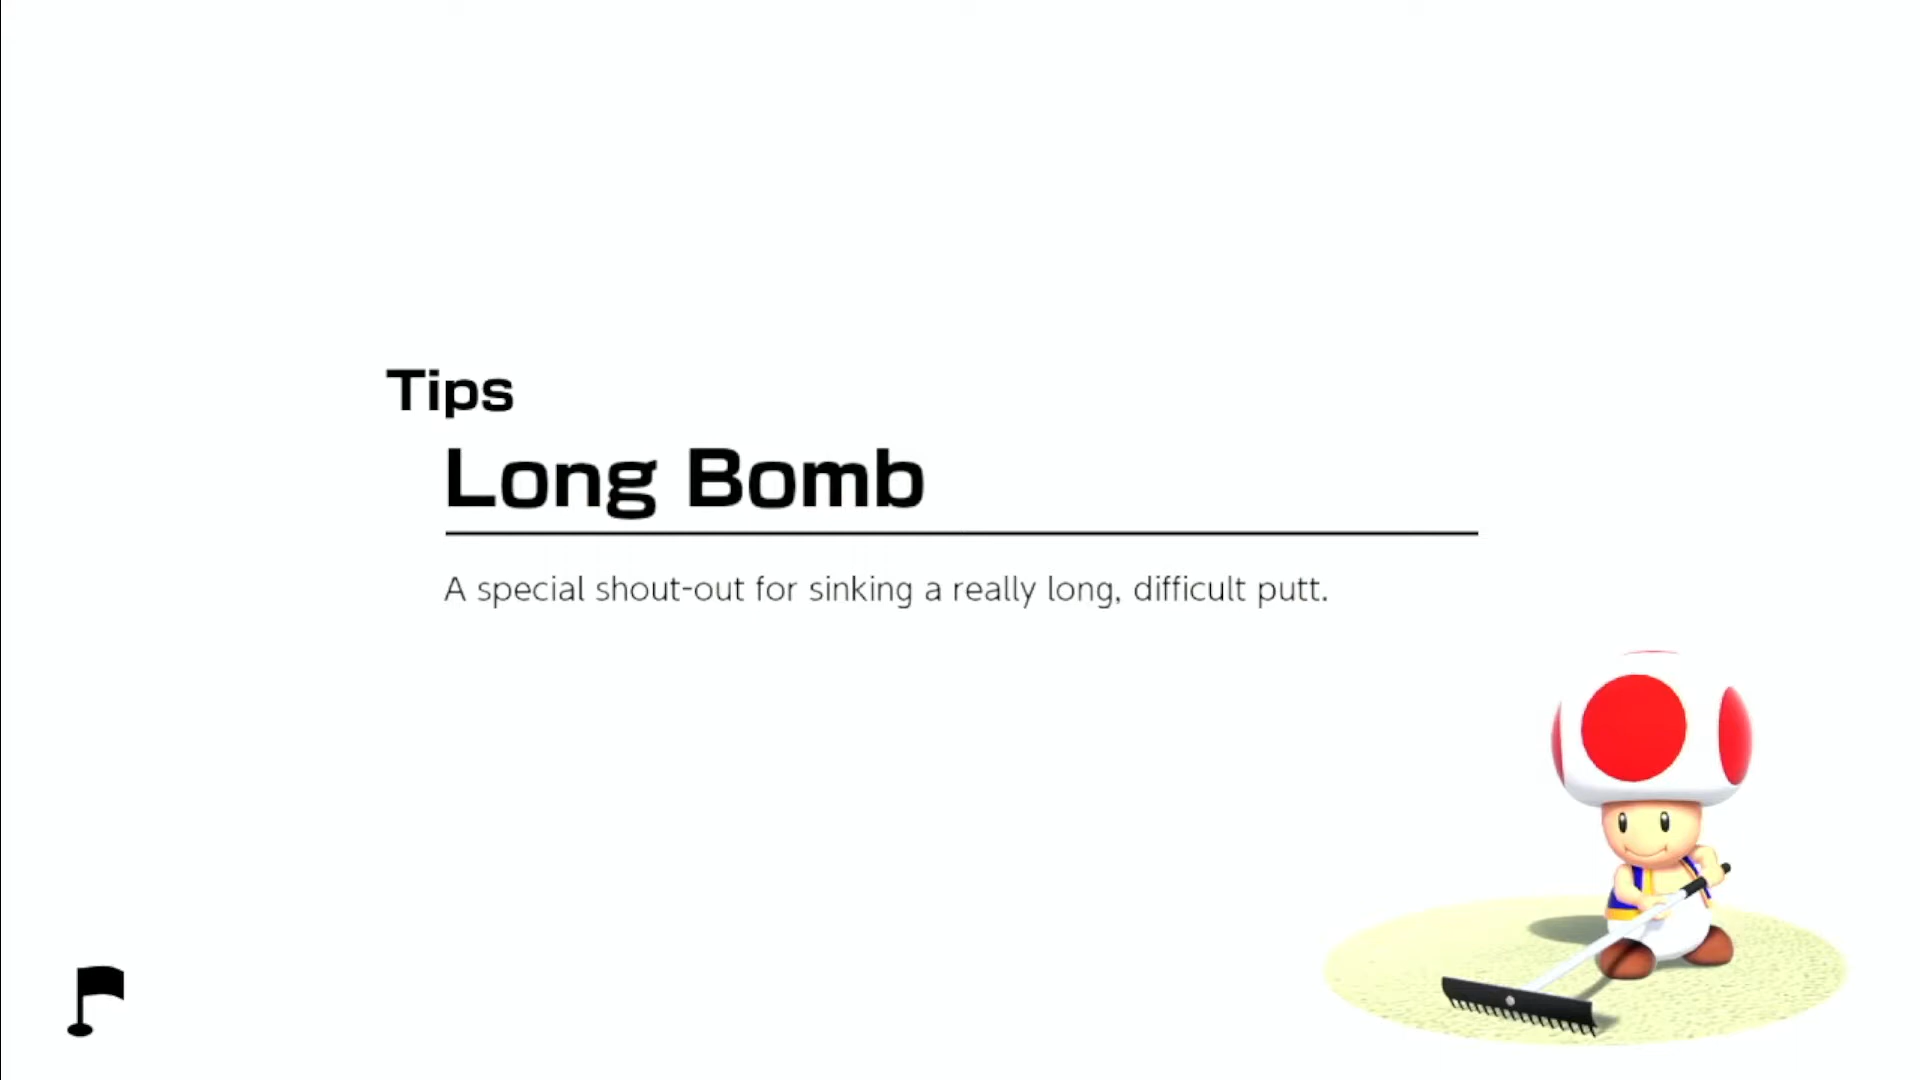 Tips
Long Bomb
A special shout-out for sinking a really long, difficult putt.